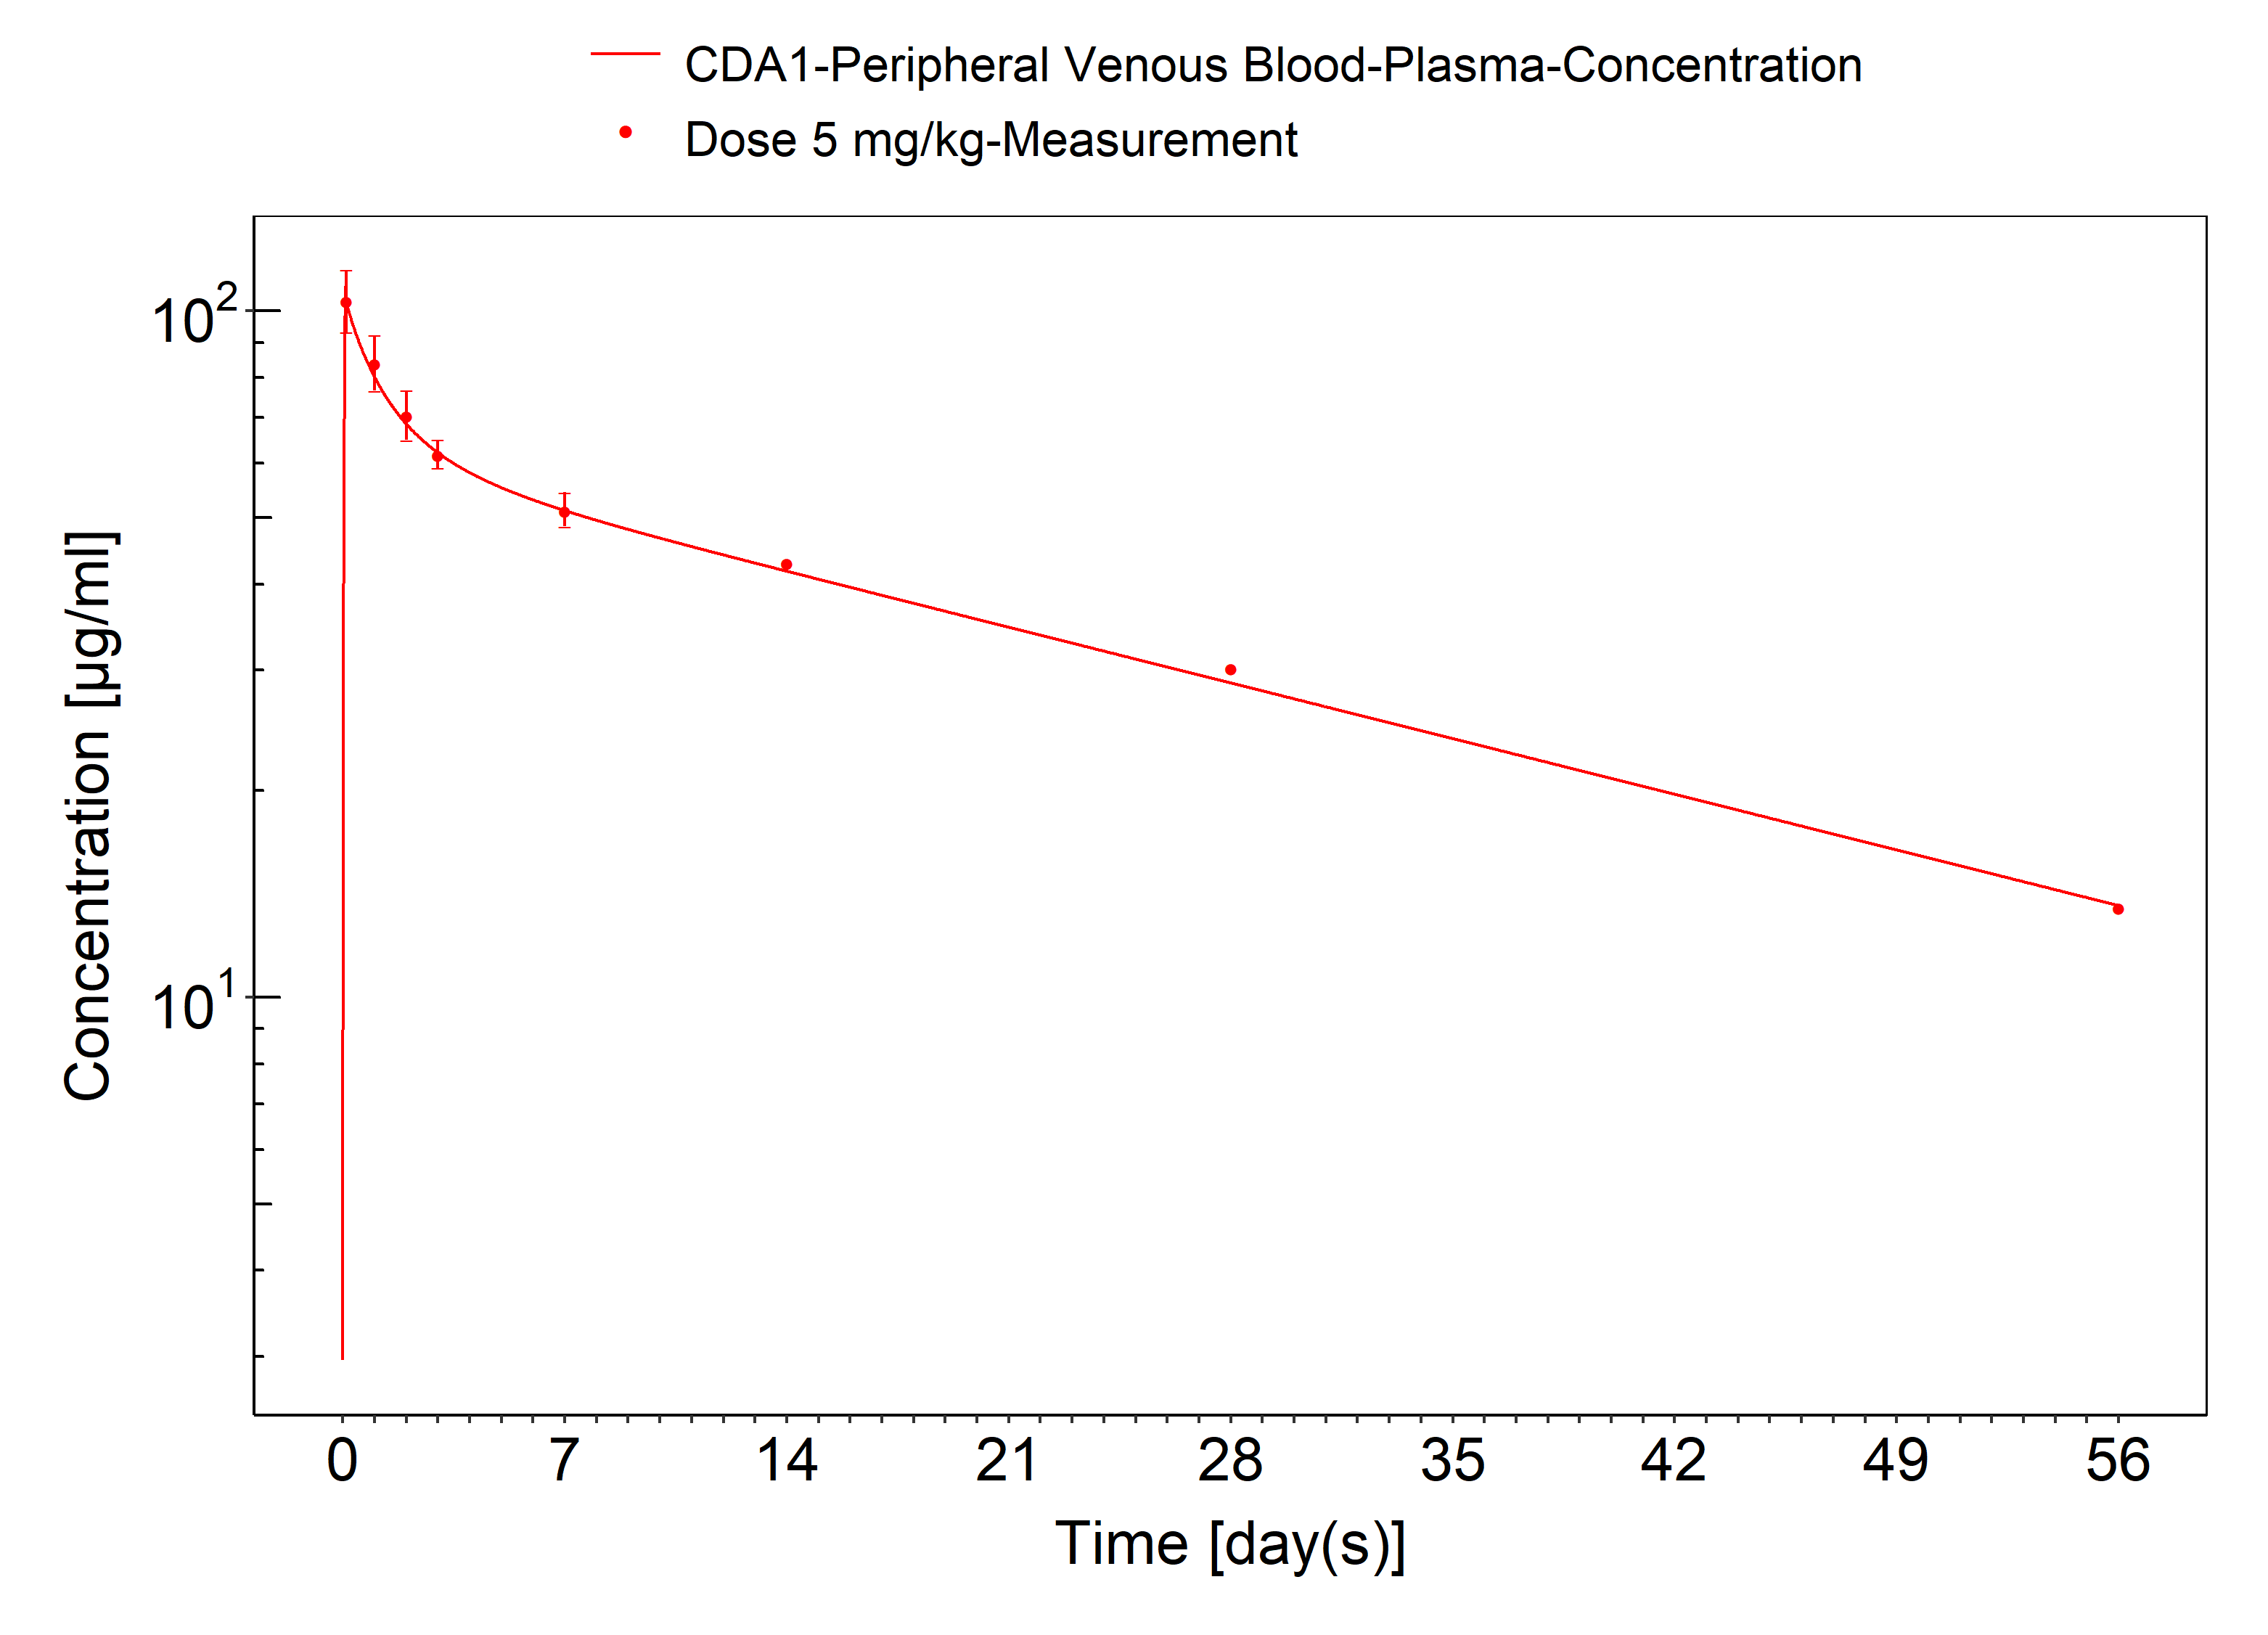 CDA1-Peripheral Venous Blood-Plasma-Concentration
Dose 5 mg/kg-Measurement
Concentration [µg/ml]
10²
10¹
0 7 14 21 28 35 42 49 56
Time [day(s)]